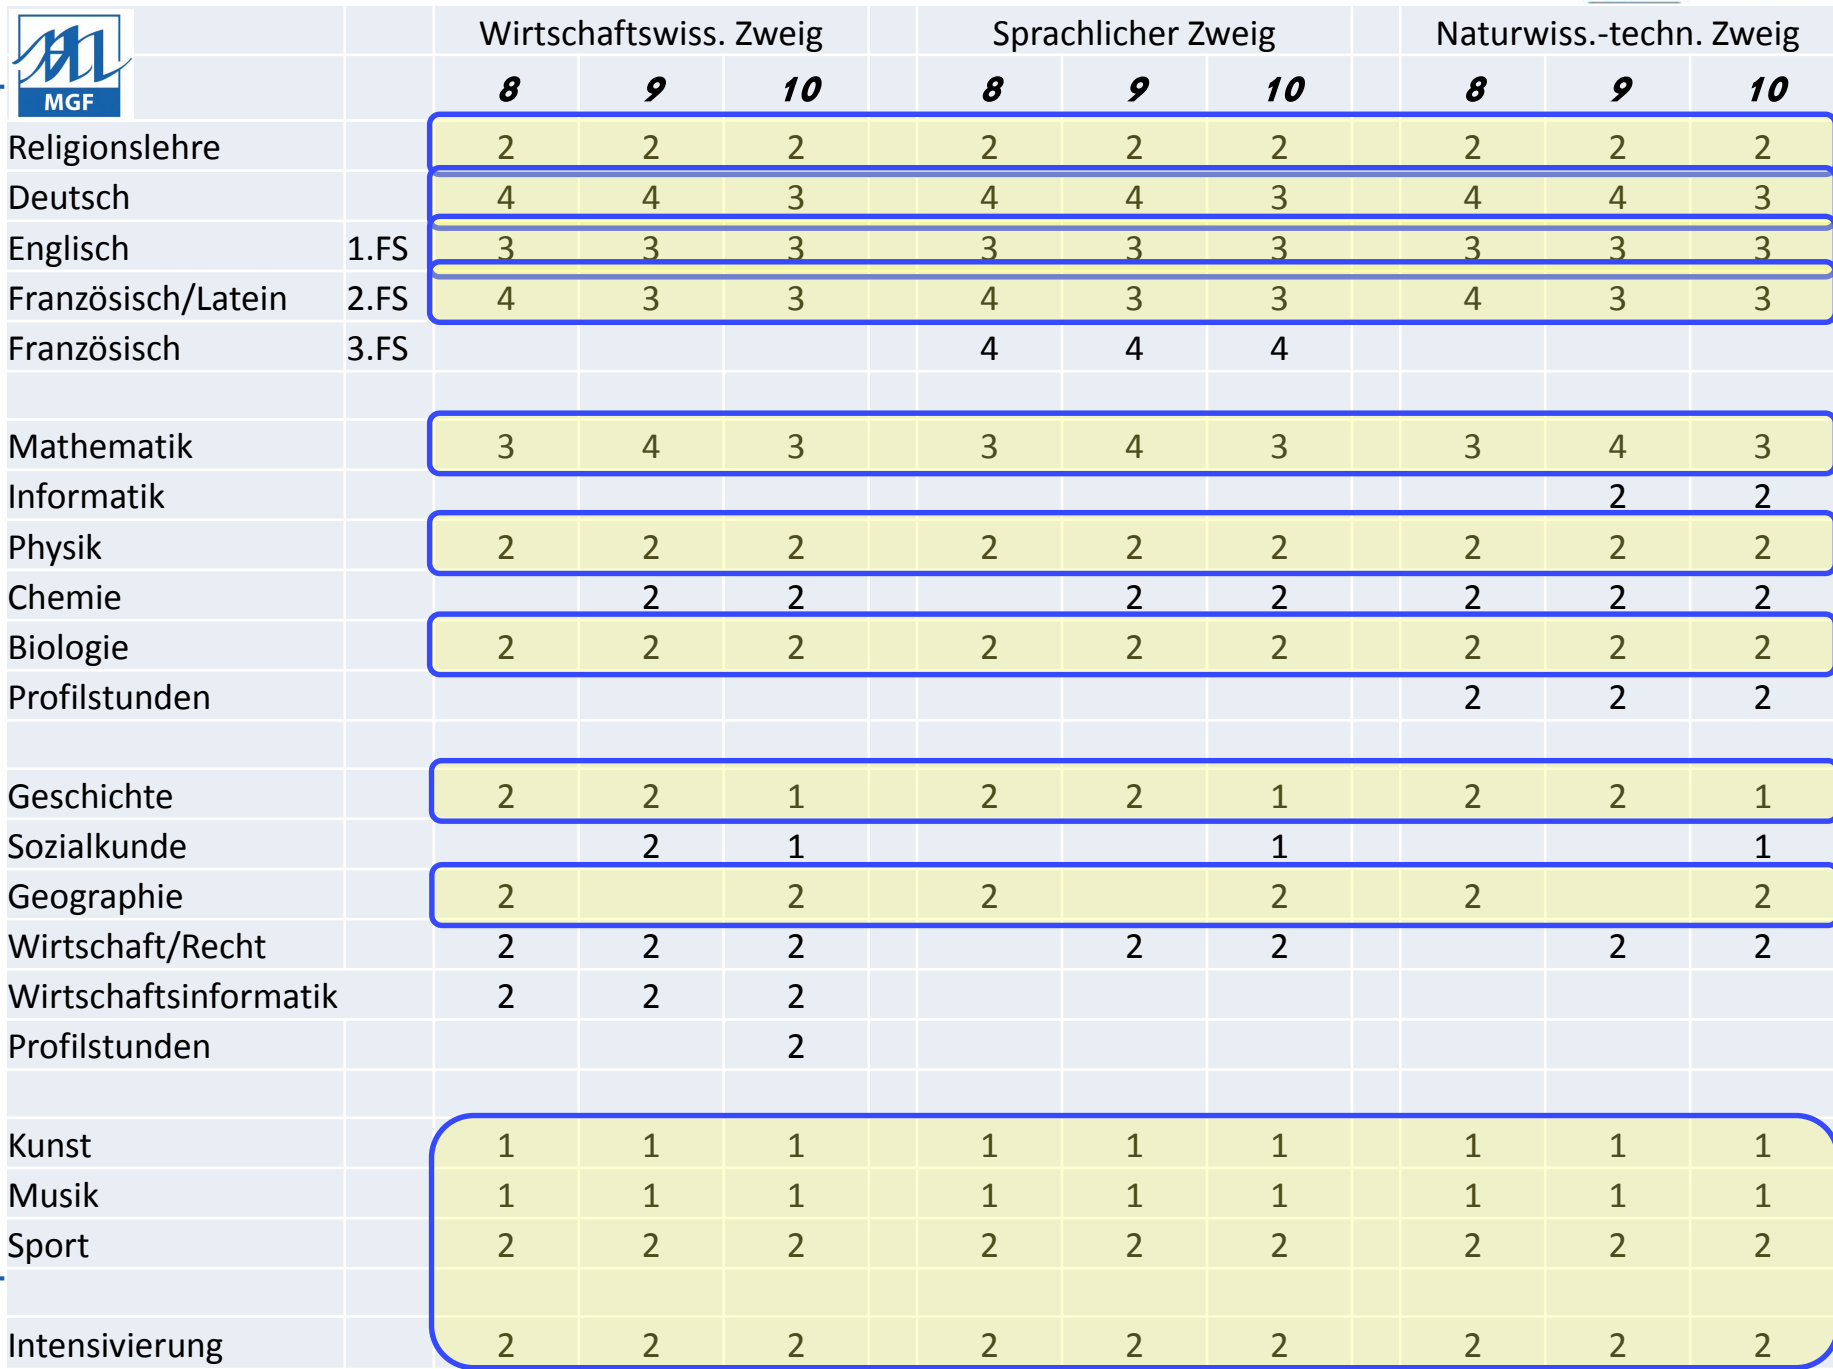 MGF
Wirtschaftswiss. Zweig Sprachlicher Zweig Naturwiss.-techn. Zweig
8 9 10 8 9 10 8 9 10
Religionslehre 2 2 2 2 2 2 2 2 2
Deutsch 4 4 3 4 4 3 4 4 3
Englisch 1.FS 3 3 3 3 3 3 3 3 3
Französisch/Latein 2.FS 4 3 3 4 3 3 4 3 3
Französisch 3.FS 4 4 4
Mathematik 3 4 3 3 4 3 3 4 3
Informatik 2 2
Physik 2 2 2 2 2 2 2 2 2
Chemie 2 2 2 2 2 2 2
Biologie 2 2 2 2 2 2 2 2 2
Profilstunden 2 2 2
Geschichte 2 2 1 2 2 1 2 2 1
Sozialkunde 2 1 1 1
Geographie 2 2 2 2 2 2
Wirtschaft/Recht 2 2 2 2 2 2 2
Wirtschaftsinformatik 2 2 2
Profilstunden 2
Kunst 1 1 1 1 1 1 1 1 1
Musik 1 1 1 1 1 1 1 1 1
Sport 2 2 2 2 2 2 2 2 2
Intensivierung 2 2 2 2 2 2 2 2 2